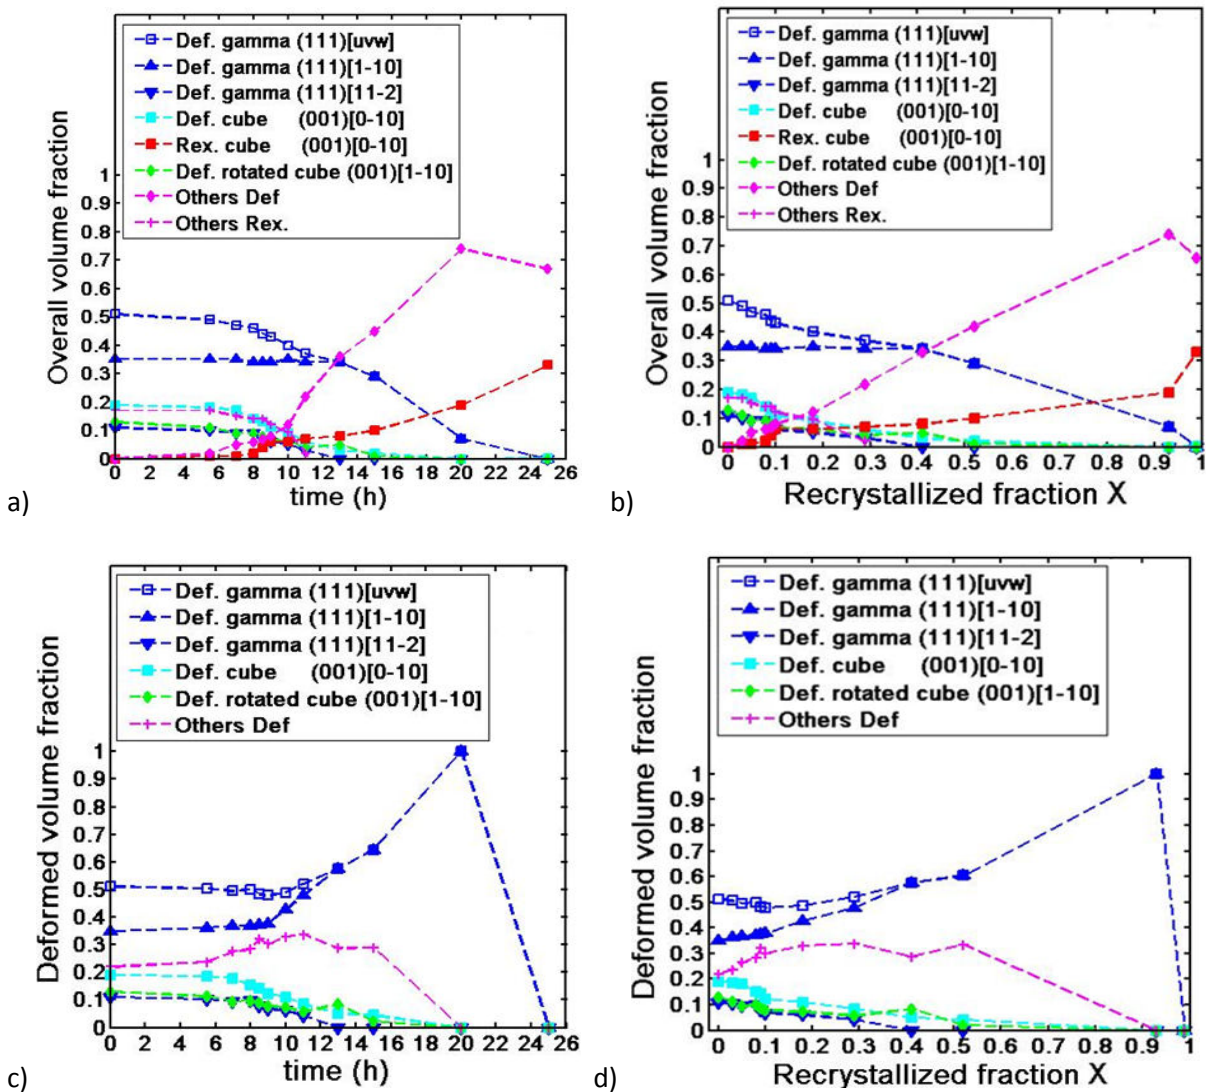 Def. gamma (111)[uvw]
Def. gamma (111)[1-10]
Def. gamma (111)[11-2]
Def. cube (001)[0-10]
Rex. cube (001)[0-10]
Def. rotated cube (001)[1-10]
Others Def
Others Rex.
Overall volume fraction
1
0.9
0.8
0.7
0.6
0.5
0.4
0.3
0.2
0.1
0
0 2 4 6 8 10 12 14 16 18 20 22 24 26
time (h)
a)
Def. gamma (111)[uvw]
Def. gamma (111)[1-10]
Def. gamma (111)[11-2]
Def. cube (001)[0-10]
Rex. cube (001)[0-10]
Def. rotated cube (001)[1-10]
Others Def
Others Rex.
Overall volume fraction
1
0.9
0.8
0.7
0.6
0.5
0.4
0.3
0.2
0.1
0
0 0.1 0.2 0.3 0.4 0.5 0.6 0.7 0.8 0.9 1
Recrystallized fraction X
b)
0 2 4 6 8 10 12 14 16 18 20 22 24 26
Def. gamma (111)[uvw]
Def. gamma (111)[1-10]
Def. gamma (111)[11-2]
Def. cube (001)[0-10]
Def. rotated cube (001)[1-10]
Others Def
Deformed volume fraction
1
0.9
0.8
0.7
0.6
0.5
0.4
0.3
0.2
0.1
0
0 2 4 6 8 10 12 14 16 18 20 22 24 26
time (h)
c)
Def. gamma (111)[uvw]
Def. gamma (111)[1-10]
Def. gamma (111)[11-2]
Def. cube (001)[0-10]
Def. rotated cube (001)[1-10]
Others Def
Deformed volume fraction
1
0.9
0.8
0.7
0.6
0.5
0.4
0.3
0.2
0.1
0
0 0.1 0.2 0.3 0.4 0.5 0.6 0.7 0.8 0.9 1
Recrystallized fraction X
d)